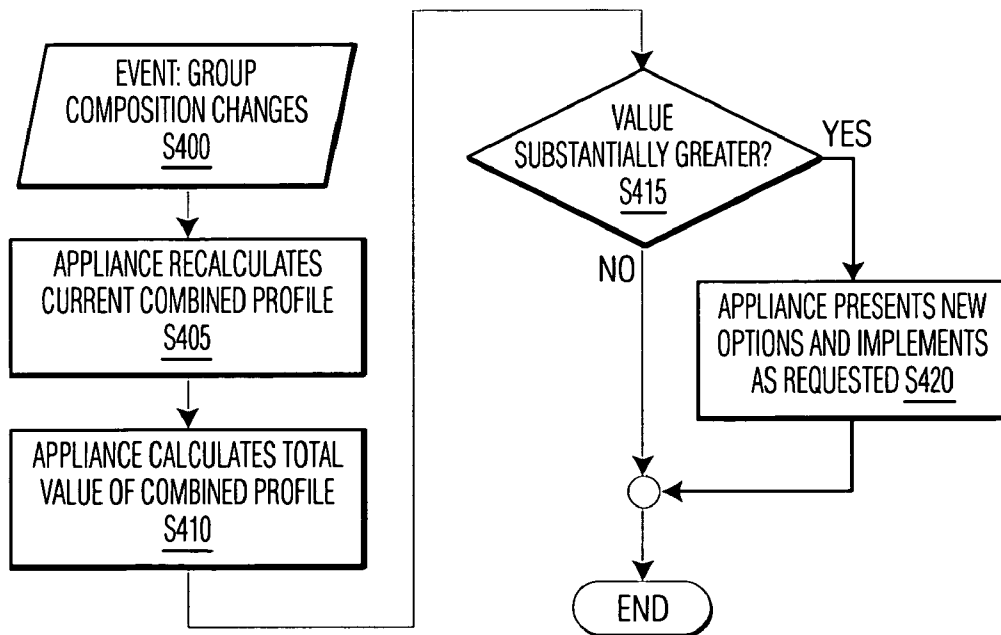 EVENT: GROUP
COMPOSITION CHANGES
S400
APPLIANCE RECALCULATES
CURRENT COMBINED PROFILE
S405
APPLIANCE CALCULATES TOTAL
VALUE OF COMBINED PROFILE
S410
VALUE
SUBSTANTIALLY GREATER?
S415
YES
NO
APPLIANCE PRESENTS NEW
OPTIONS AND IMPLEMENTS
AS REQUESTED S420
END